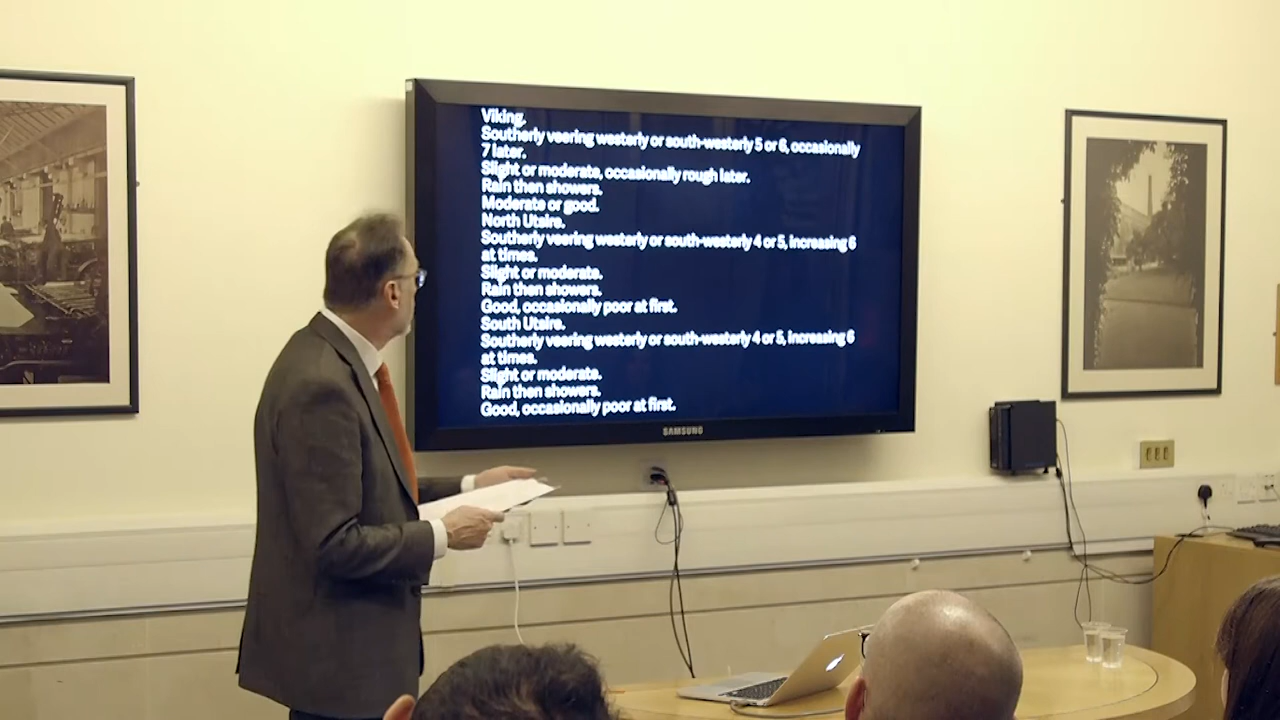 Viking.
Southerly veering westerly or south-westerly 5 or 6, occasionally
7 later.
Slight or moderate, occasionally rough later.
Rain then showers.
Moderate or good.
North Utsire.
Southerly veering westerly or south-westerly 4 or 5, increasing 6
at times.
Slight or moderate.
Rain then showers.
Good, occasionally poor at first.
South Utsire.
Southerly veering westerly or south-westerly 4 or 5, increasing 6
at times.
Slight or moderate.
Rain then showers.
Good, occasionally poor at first.
SAMSUNG